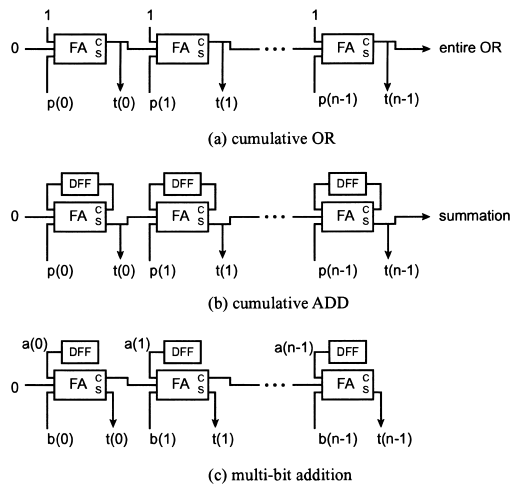 1 1 1
0 FA C S FA C S FA C S entire OR
p(0) t(0) p(1) t(1) p(n-1) t(n-1)
(a) cumulative OR
DFF DFF DFF
0 FA C S FA C S FA C S summation
p(0) t(0) p(1) t(1) p(n-1) t(n-1)
(b) cumulative ADD
a(0) DFF a(1) DFF a(n-1) DFF
0 FA C S FA C S FA C S
b(0) t(0) b(1) t(1) b(n-1) t(n-1)
(c) multi-bit addition